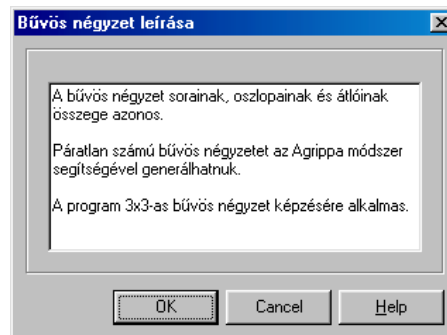 Bűvös négyzet leírása
A bűvös négyzet sorainak, oszlopainak és átlóinak
összege azonos.
Páratlan számú bűvös négyzetet az Agrippa módszer
segítségével generálhatnuk.
A program 3x3-as bűvös négyzet képzésére alkalmas.
OK
Cancel
Help